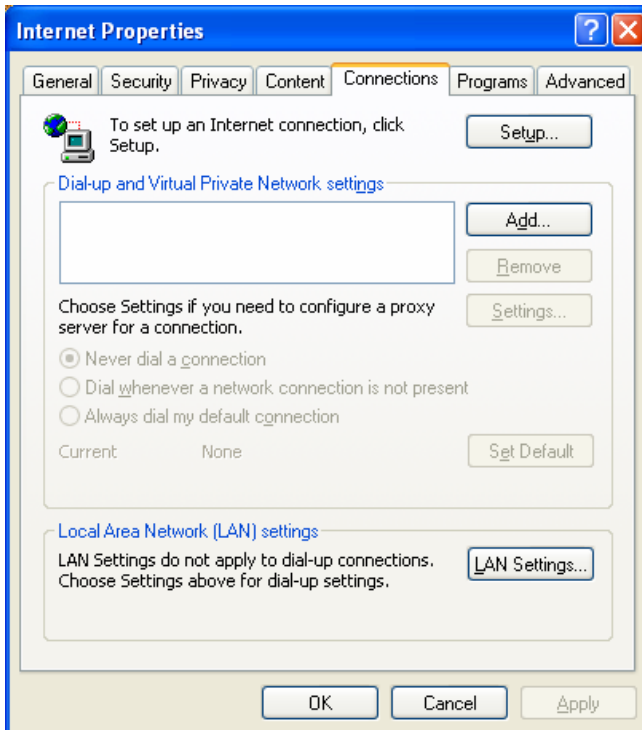 Internet Properties
General Security Privacy Content Connections Programs Advanced
To set up an Internet connection, click
Setup.
Setup...
Dial-up and Virtual Private Network settings
Add...
Remove
Choose Settings if you need to configure a proxy
server for a connection.
Settings...
Never dial a connection
Dial whenever a network connection is not present
Always dial my default connection
Current None
Set Default
Local Area Network (LAN) settings
LAN Settings do not apply to dial-up connections.
Choose Settings above for dial-up settings.
LAN Settings...
OK Cancel Apply